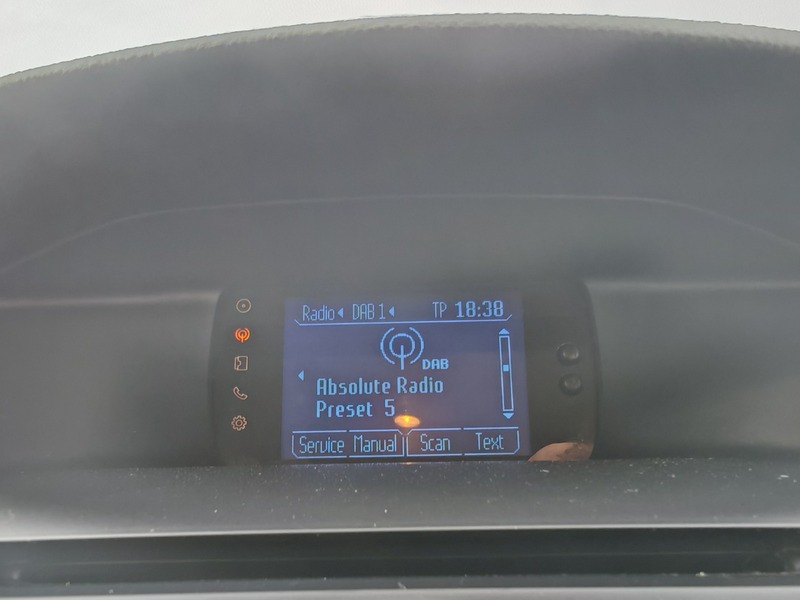 Radio DAB 1 TP 18:38
DAB
Absolute Radio
Preset 5
Service Manual Scan Text